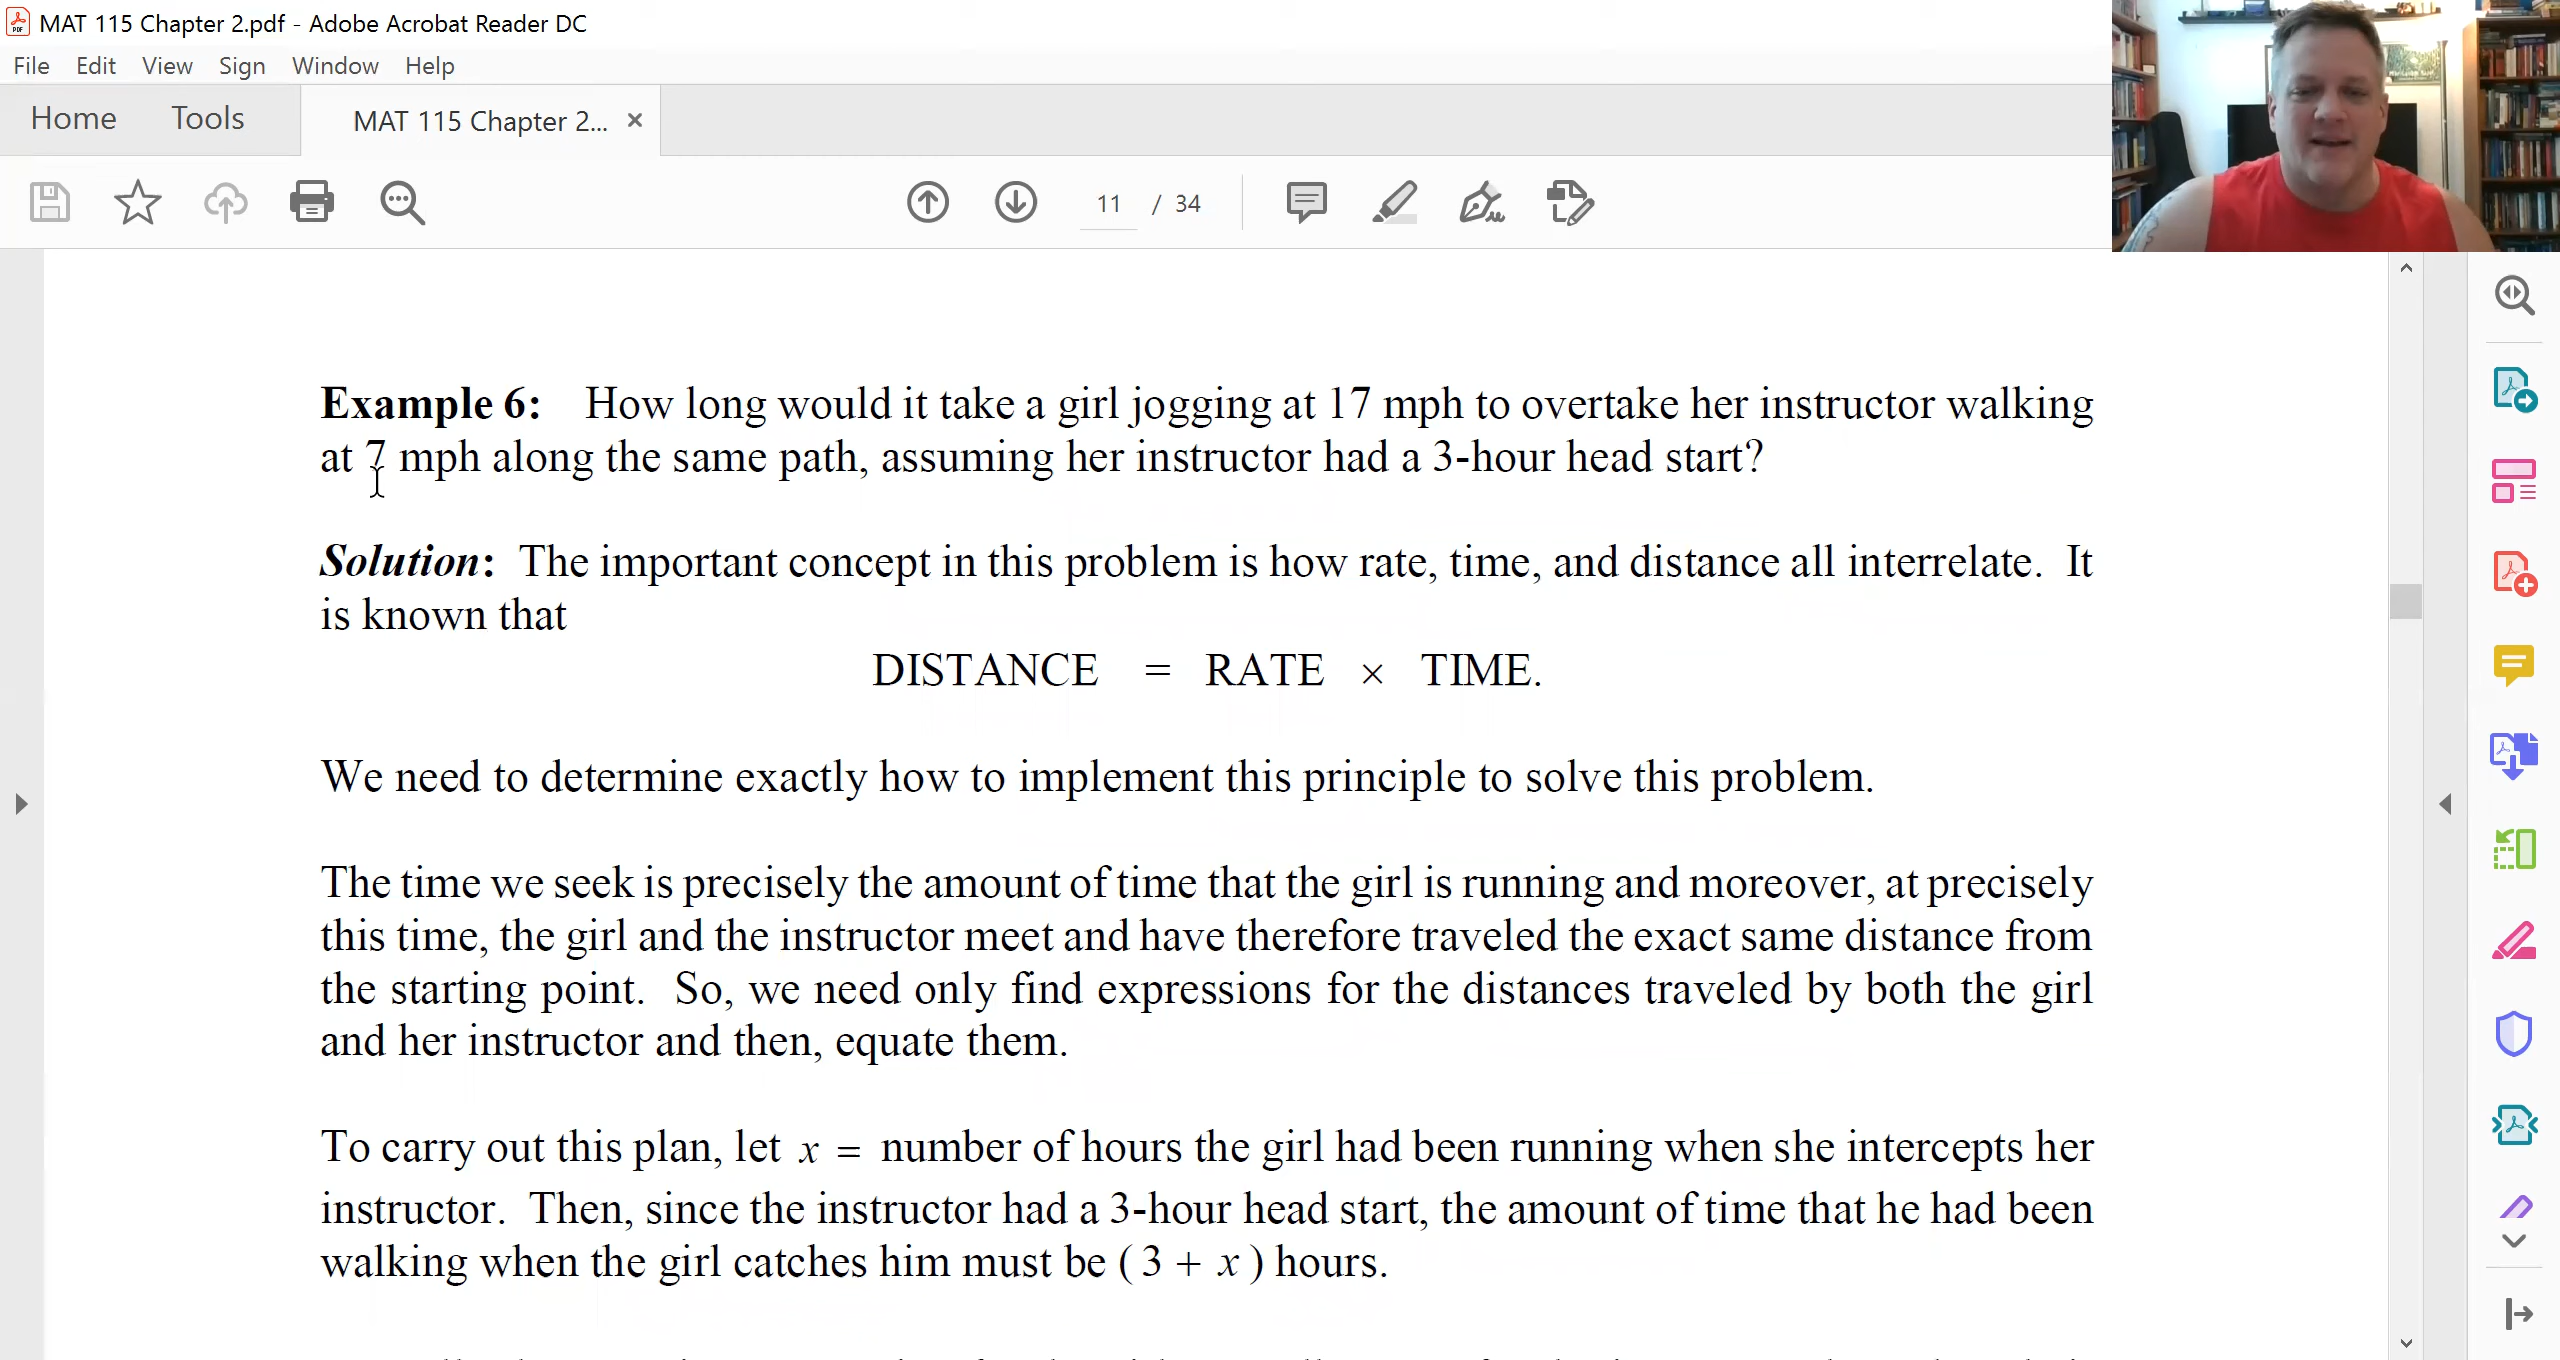 MAT 115 Chapter 2.pdf - Adobe Acrobat Reader DC
File Edit View Sign Window Help
Home Tools MAT 115 Chapter 2... ×
11 / 34
Example 6: How long would it take a girl jogging at 17 mph to overtake her instructor walking
at 7 mph along the same path, assuming her instructor had a 3-hour head start?
Solution: The important concept in this problem is how rate, time, and distance all interrelate. It
is known that
DISTANCE = RATE × TIME.
We need to determine exactly how to implement this principle to solve this problem.
The time we seek is precisely the amount of time that the girl is running and moreover, at precisely
this time, the girl and the instructor meet and have therefore traveled the exact same distance from
the starting point. So, we need only find expressions for the distances traveled by both the girl
and her instructor and then, equate them.
To carry out this plan, let x = number of hours the girl had been running when she intercepts her
instructor. Then, since the instructor had a 3-hour head start, the amount of time that he had been
walking when the girl catches him must be ( 3 + x ) hours.